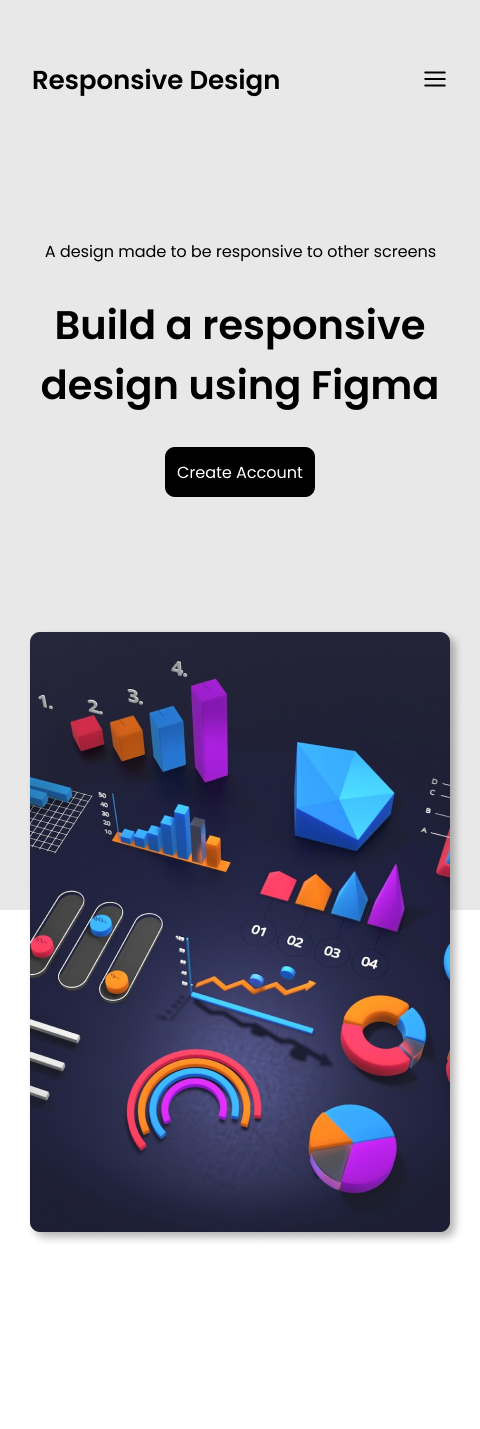 Responsive Design
A design made to be responsive to other screens
Build a responsive
design using Figma
Create Account
1.
2.
3.
4.
50
40
30
20
10
D
C
B
A
01
02
03
04